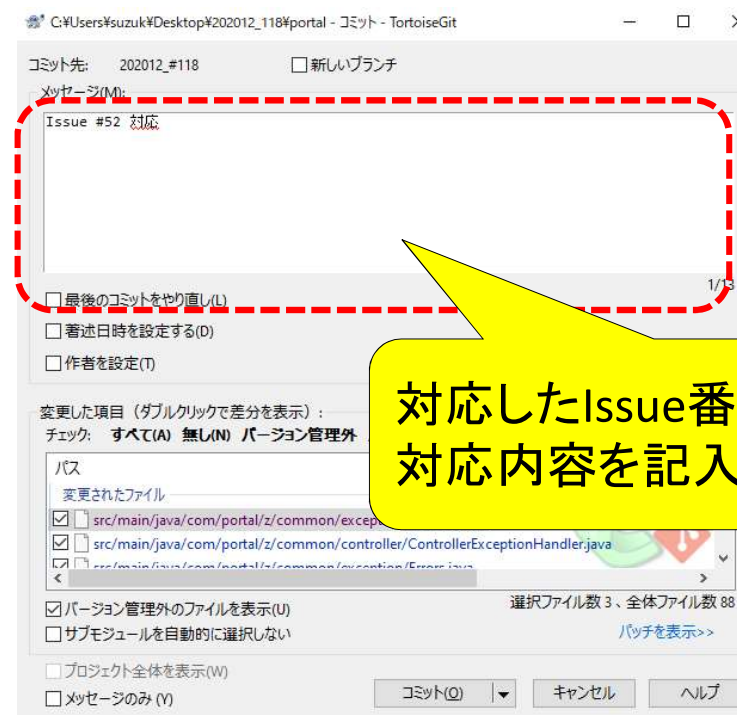 C:¥Users¥suzuk¥Desktop¥202012_118¥portal - コミット - TortoiseGit
コミット先: 202012_#118 新しいブランチ
メッセージ(M):
Issue #52 対応
1/13
最後のコミットをやり直し(L)
著述日時を設定する(D)
作者を設定(T)
対応したIssue番
対応内容を記入
変更した項目（ダブルクリックで差分を表示）:
チェック: すべて(A) 無し(N) バージョン管理外
パス
変更されたファイル
src/main/java/com/portal/z/common/excep
src/main/java/com/portal/z/common/controller/ControllerExceptionHandler.java
src/main/java/com/portal/z/common/exception/Errors.java
バージョン管理外のファイルを表示(U) 選択ファイル数 3、全体ファイル数 88
サブモジュールを自動的に選択しない パッチを表示>>
プロジェクト全体を表示(W)
メッセージのみ (Y) コミット(O) キャンセル ヘルプ